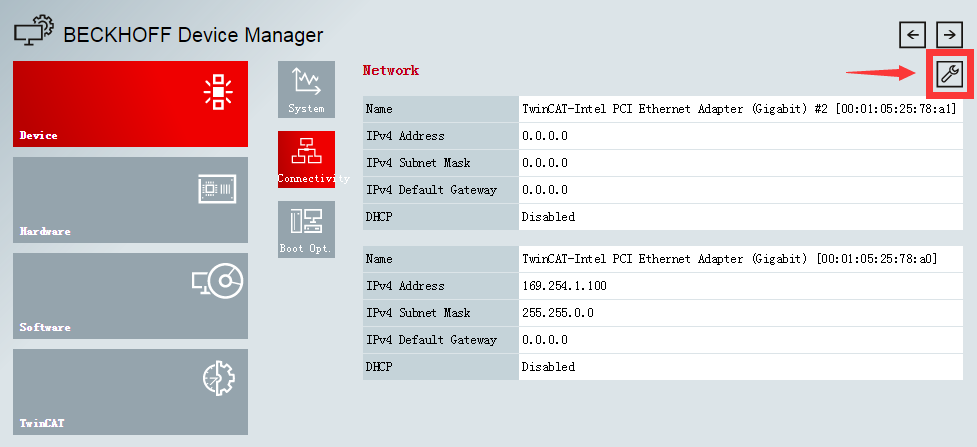 BECKHOFF Device Manager
Device
Hardware
Software
TwinCAT
System
Connectivity
Boot Opt.
Network
Name TwinCAT-Intel PCI Ethernet Adapter (Gigabit) #2 [00:01:05:25:78:a1]
IPv4 Address 0.0.0.0
IPv4 Subnet Mask 0.0.0.0
IPv4 Default Gateway 0.0.0.0
DHCP Disabled
Name TwinCAT-Intel PCI Ethernet Adapter (Gigabit) [00:01:05:25:78:a0]
IPv4 Address 169.254.1.100
IPv4 Subnet Mask 255.255.0.0
IPv4 Default Gateway 0.0.0.0
DHCP Disabled